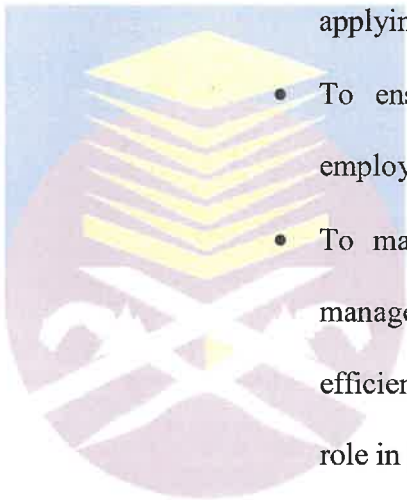 applyin
• To ens
employ
• To ma
manage
efficien
role in